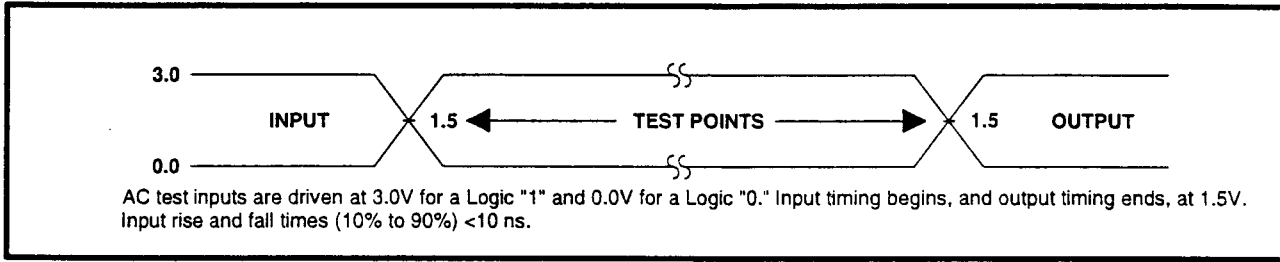 3.0
INPUT 1.5 TEST POINTS 1.5 OUTPUT
0.0
AC test inputs are driven at 3.0V for a Logic "1" and 0.0V for a Logic "0." Input timing begins, and output timing ends, at 1.5V.
Input rise and fall times (10% to 90%) <10 ns.